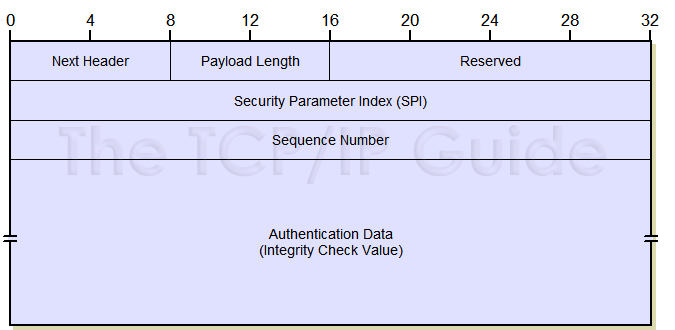 0 4 8 12 16 20 24 28 32
Next Header Payload Length Reserved
Security Parameter Index (SPI)
Sequence Number
The TCP/IP Guide
Authentication Data
(Integrity Check Value)